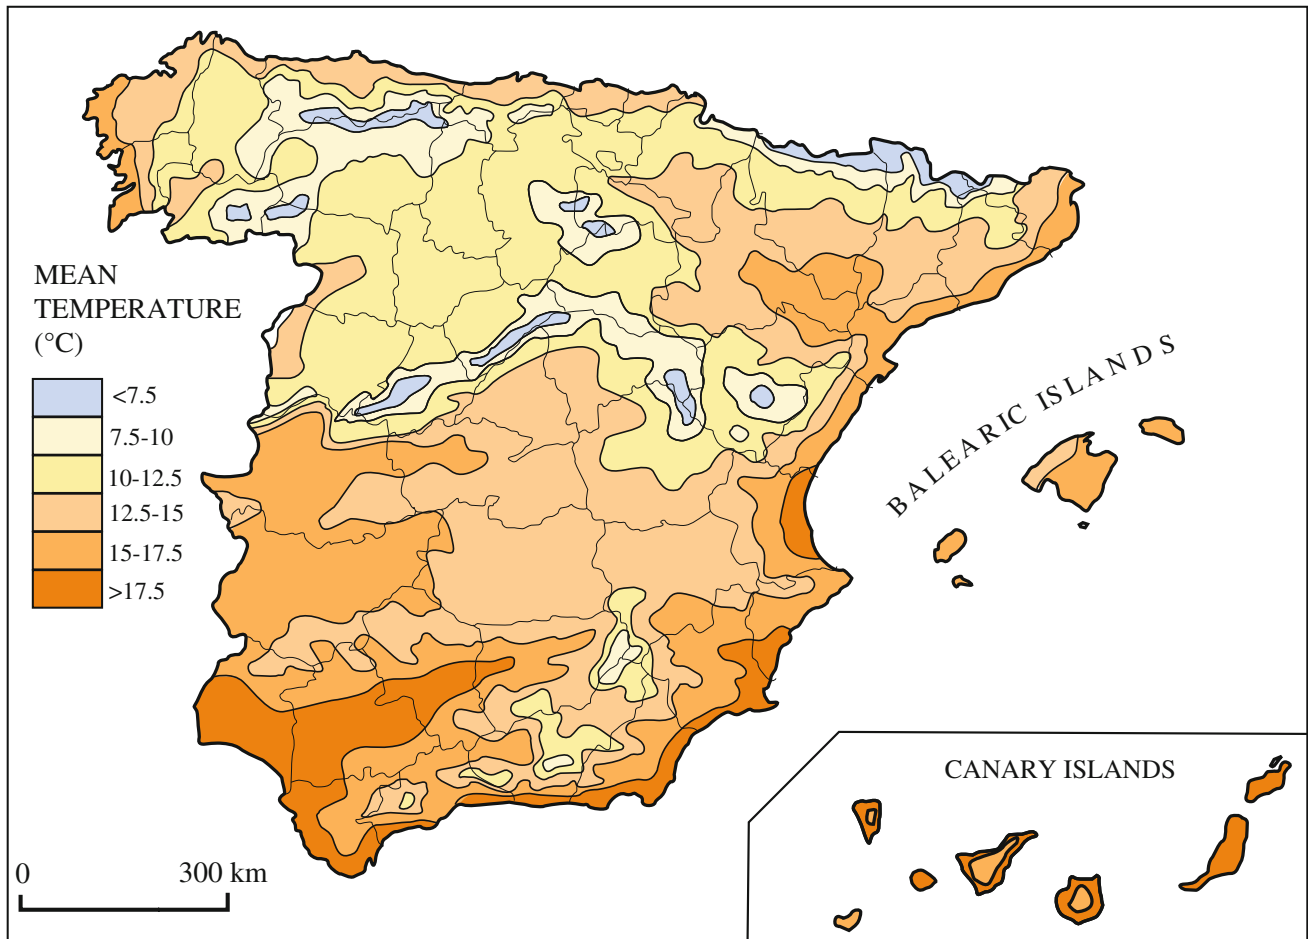 MEAN
TEMPERATURE
(°C)
<7.5
7.5-10
10-12.5
12.5-15
15-17.5
>17.5
BALEARIC ISLANDS
CANARY ISLANDS
0 300 km